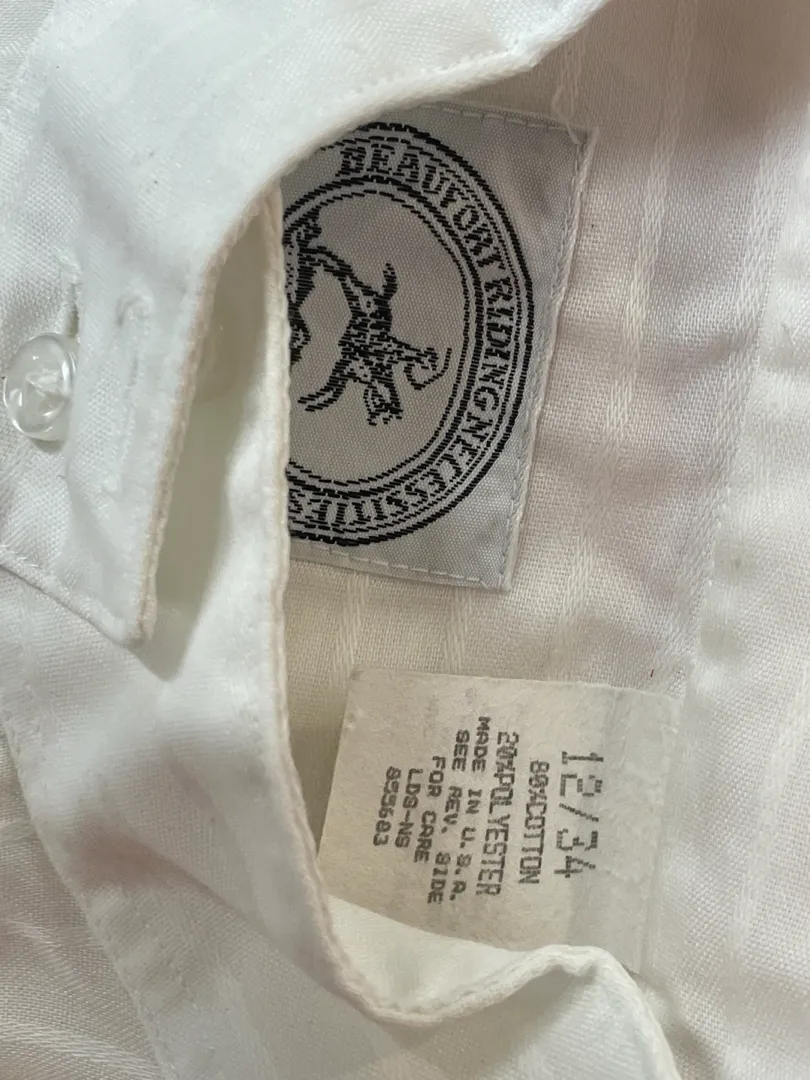 BEAUFORT RIDING NECESSITIES
12/34
80%COTTON
20%POLYESTER
MADE IN U.S.A.
SEE REV. SIDE
FOR CARE
LDS-NS
855603